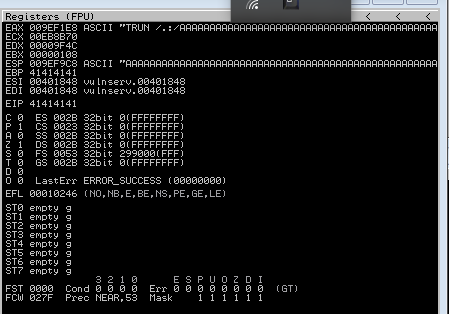 Registers (FPU) < < <
EAX 009EF1E8 ASCII "TRUN /.:/AAAAAAAAAAAAAAAAAAAAAAAAAAAAAAAAAA
ECX 00EB8B70
EDX 00009F4C
EBX 00000108
ESP 009EF9C8 ASCII "AAAAAAAAAAAAAAAAAAAAAAAAAAAAAAAAAAAAAAAAAAA
EBP 41414141
ESI 00401848 vulnserv.00401848
EDI 00401848 vulnserv.00401848
EIP 41414141
C 0 ES 002B 32bit 0(FFFFFFFF)
P 1 CS 0023 32bit 0(FFFFFFFF)
A 0 SS 002B 32bit 0(FFFFFFFF)
Z 1 DS 002B 32bit 0(FFFFFFFF)
S 0 FS 0053 32bit 299000(FFF)
T 0 GS 002B 32bit 0(FFFFFFFF)
D 0
O 0 LastErr ERROR_SUCCESS (00000000)
EFL 00010246 (NO,NB,E,BE,NS,PE,GE,LE)
ST0 empty g
ST1 empty g
ST2 empty g
ST3 empty g
ST4 empty g
ST5 empty g
ST6 empty g
ST7 empty g
3 2 1 0 E S P U O Z D I
FST 0000 Cond 0 0 0 0 Err 0 0 0 0 0 0 0 0 (GT)
FCW 027F Prec NEAR,53 Mask 1 1 1 1 1 1